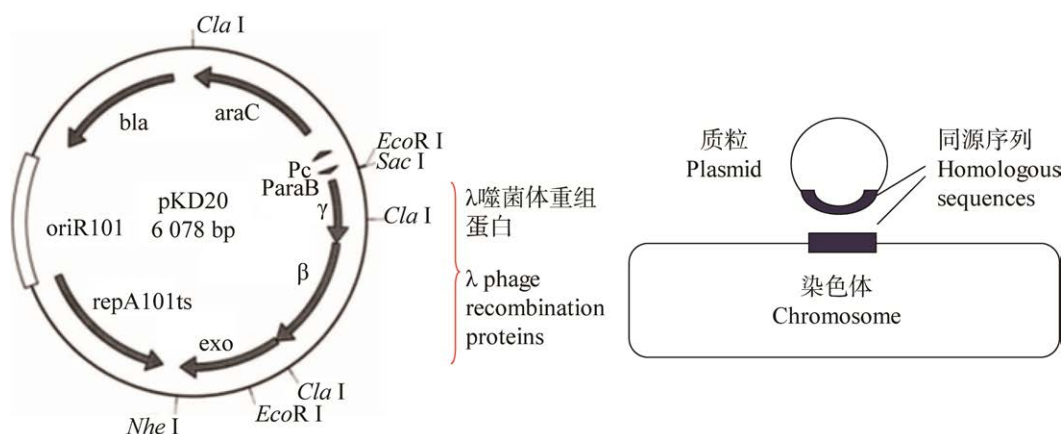 Cla I
araC
bla
EcoR I
Sac I
Pc
ParaB
pKD20
6 078 bp
γ
Cla I
oriR101
β
repA101ts
exo
Cla I
EcoR I
Nhe I
λ噬菌体重组
蛋白
λ phage
recombination
proteins
质粒
Plasmid
同源序列
Homologous
sequences
染色体
Chromosome